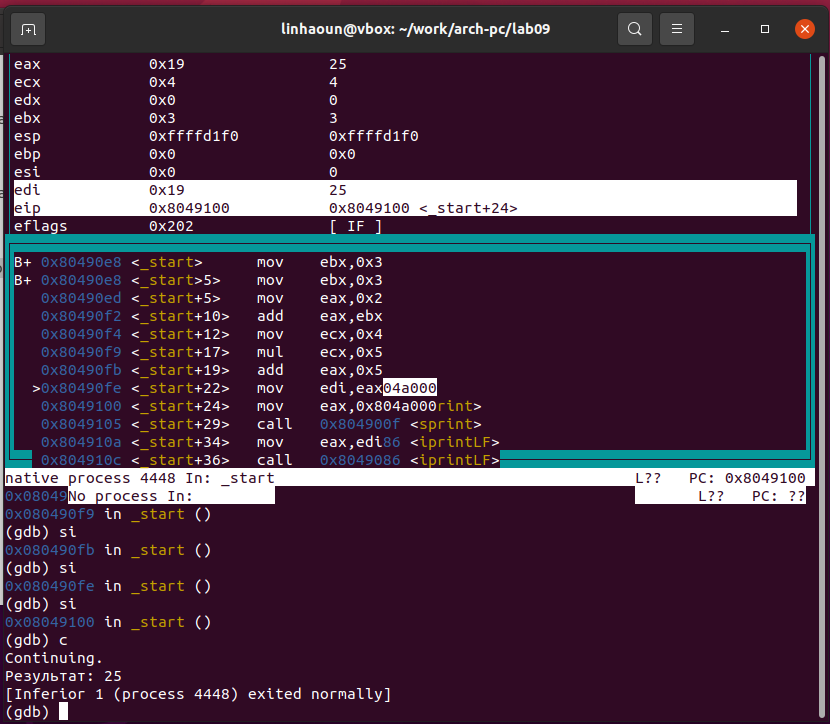 linhaoun@vbox: ~/work/arch-pc/lab09
eax 0x19 25
ecx 0x4 4
edx 0x0 0
ebx 0x3 3
esp 0xffffd1f0 0xffffd1f0
ebp 0x0 0x0
esi 0x0 0
edi 0x19 25
eip 0x8049100 0x8049100 <_start+24>
eflags 0x202 [ IF ]
B+ 0x80490e8 <_start> mov ebx,0x3
B+ 0x80490e8 <_start>5> mov ebx,0x3
0x80490ed <_start+5> mov eax,0x2
0x80490f2 <_start+10> add eax,ebx
0x80490f4 <_start+12> mov ecx,0x4
0x80490f9 <_start+17> mul ecx,0x5
0x80490fb <_start+19> add eax,0x5
>0x80490fe <_start+22> mov edi,eax04a000
0x8049100 <_start+24> mov eax,0x804a000rint>
0x8049105 <_start+29> call 0x804900f <sprint>
0x804910a <_start+34> mov eax,edi86 <iprintLF>
0x804910c <_start+36> call 0x8049086 <iprintLF>
native process 4448 In: _start L?? PC: 0x8049100
0x08049No process In: L?? PC: ??
0x080490f9 in _start ()
(gdb) si
0x080490fb in _start ()
(gdb) si
0x080490fe in _start ()
(gdb) si
0x08049100 in _start ()
(gdb) c
Continuing.
Результат: 25
[Inferior 1 (process 4448) exited normally]
(gdb)